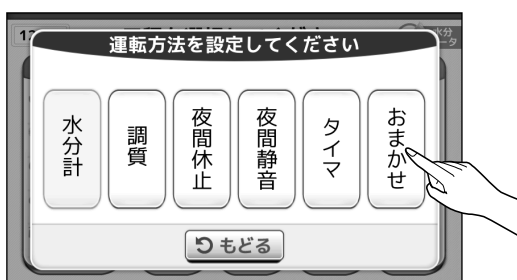 運転方法を設定してください
水分計
調質
夜間休止
夜間静音
タイマ
おまかせ
もどる